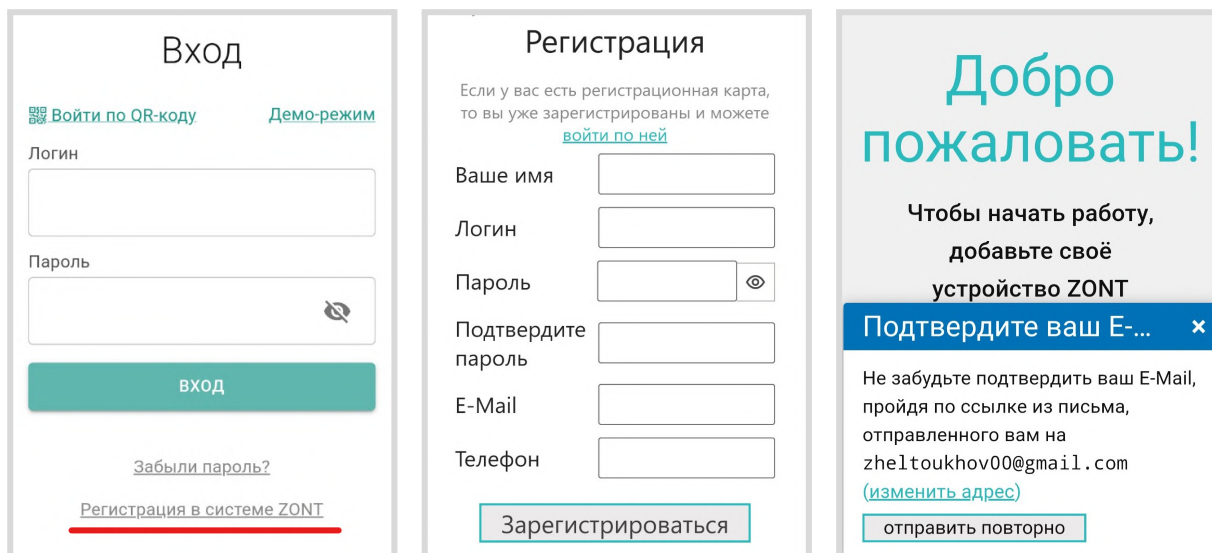 Вход
Войти по QR-коду
Демо-режим
Логин
Пароль
ВХОД
Забыли пароль?
Регистрация в системе ZONT
Регистрация
Если у вас есть регистрационная карта,
то вы уже зарегистрированы и можете
войти по ней
Ваше имя
Логин
Пароль
Подтвердите
пароль
E-Mail
Телефон
Зарегистрироваться
Добро
пожаловать!
Чтобы начать работу,
добавьте своё
устройство ZONT
Подтвердите ваш E-...
×
Не забудьте подтвердить ваш E-Mail,
пройдя по ссылке из письма,
отправленного вам на
zheltoukhov00@gmail.com
(изменить адрес)
отправить повторно